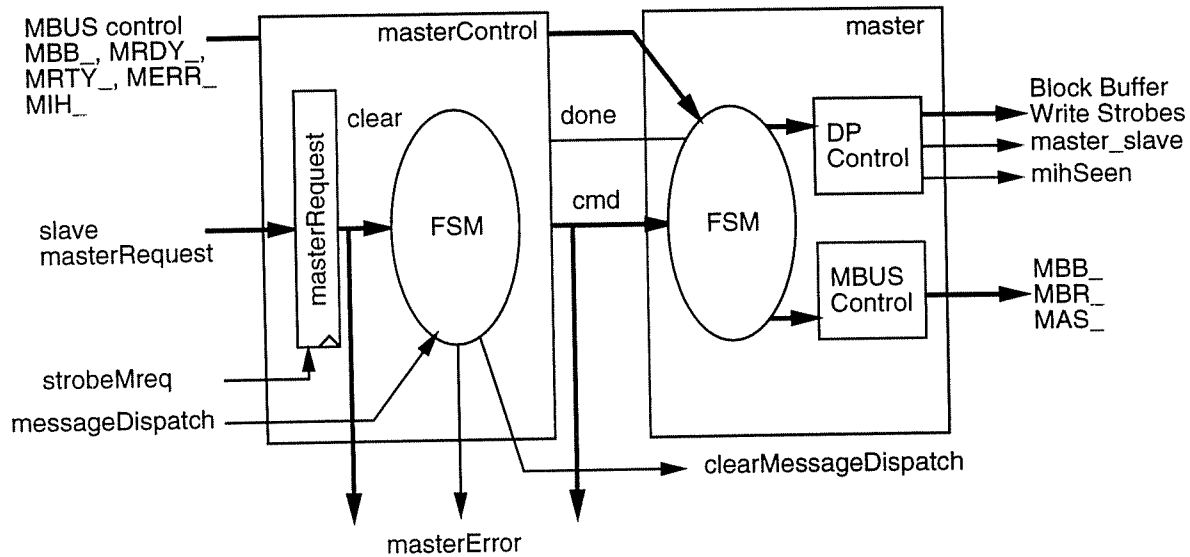 MBUS control
MBB_, MRDY_,
MRTY_, MERR_
MIH_
masterControl
master
clear
done
Block Buffer
Write Strobes
master_slave
mihSeen
DP
Control
masterRequest
FSM
cmd
FSM
slave
masterRequest
MBUS
Control
MBB_
MBR_
MAS_
strobeMreq
messageDispatch
clearMessageDispatch
masterError